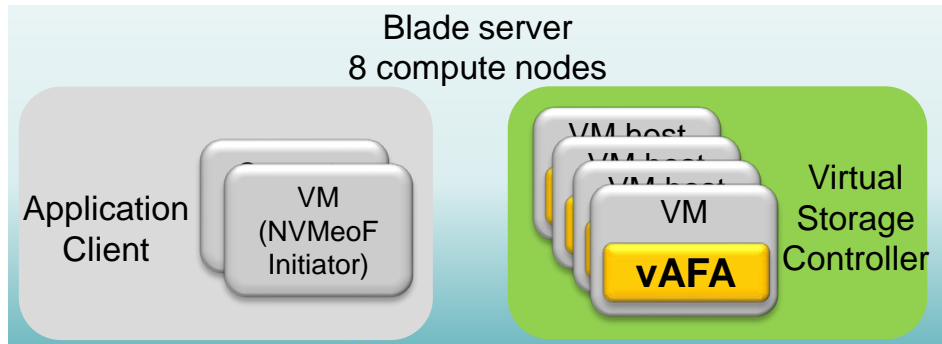 Blade server
8 compute nodes
Application
Client
VM
(NVMeoF
Initiator)
VM host
VM host
VM host
VM
vAFA
Virtual
Storage
Controller